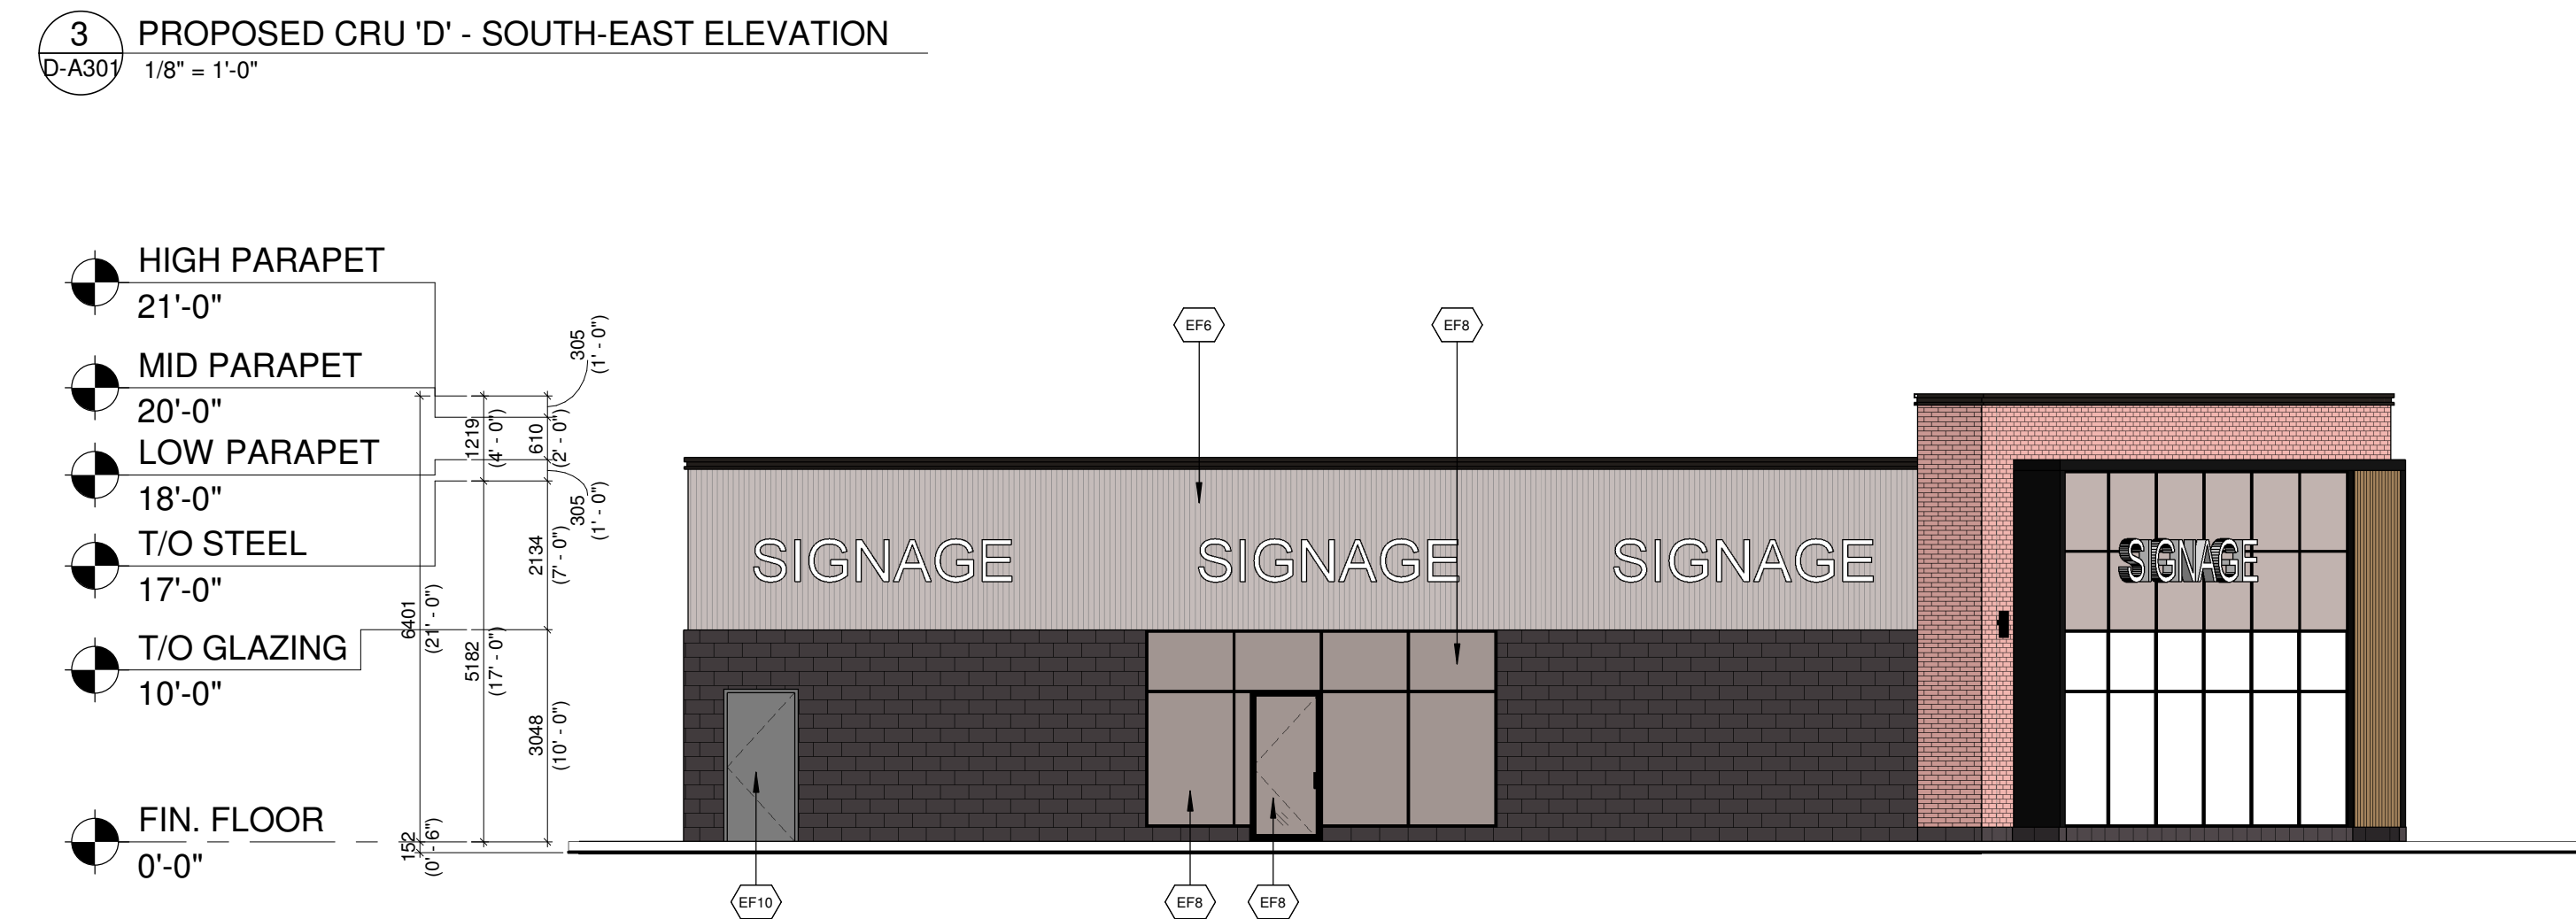 3
D-A301
PROPOSED CRU 'D' - SOUTH-EAST ELEVATION
1/8" = 1'-0"
HIGH PARAPET
21'-0"
MID PARAPET
20'-0"
LOW PARAPET
18'-0"
T/O STEEL
17'-0"
T/O GLAZING
10'-0"
FIN. FLOOR
0'-0"
6401
(21' - 0")
152
(0' - 6")
1219
(4' - 0")
5182
(17' - 0")
305
(1' - 0")
610
(2' - 0")
305
(1' - 0")
2134
(7' - 0")
3048
(10' - 0")
EF6
EF8
SIGNAGE
SIGNAGE
SIGNAGE
SIGNAGE
EF10
EF8
EF8